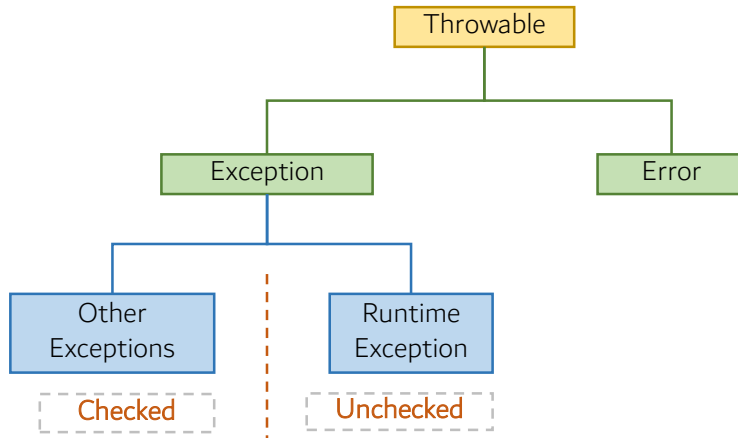 Throwable
Exception
Error
Other
Exceptions
Runtime
Exception
Checked
Unchecked